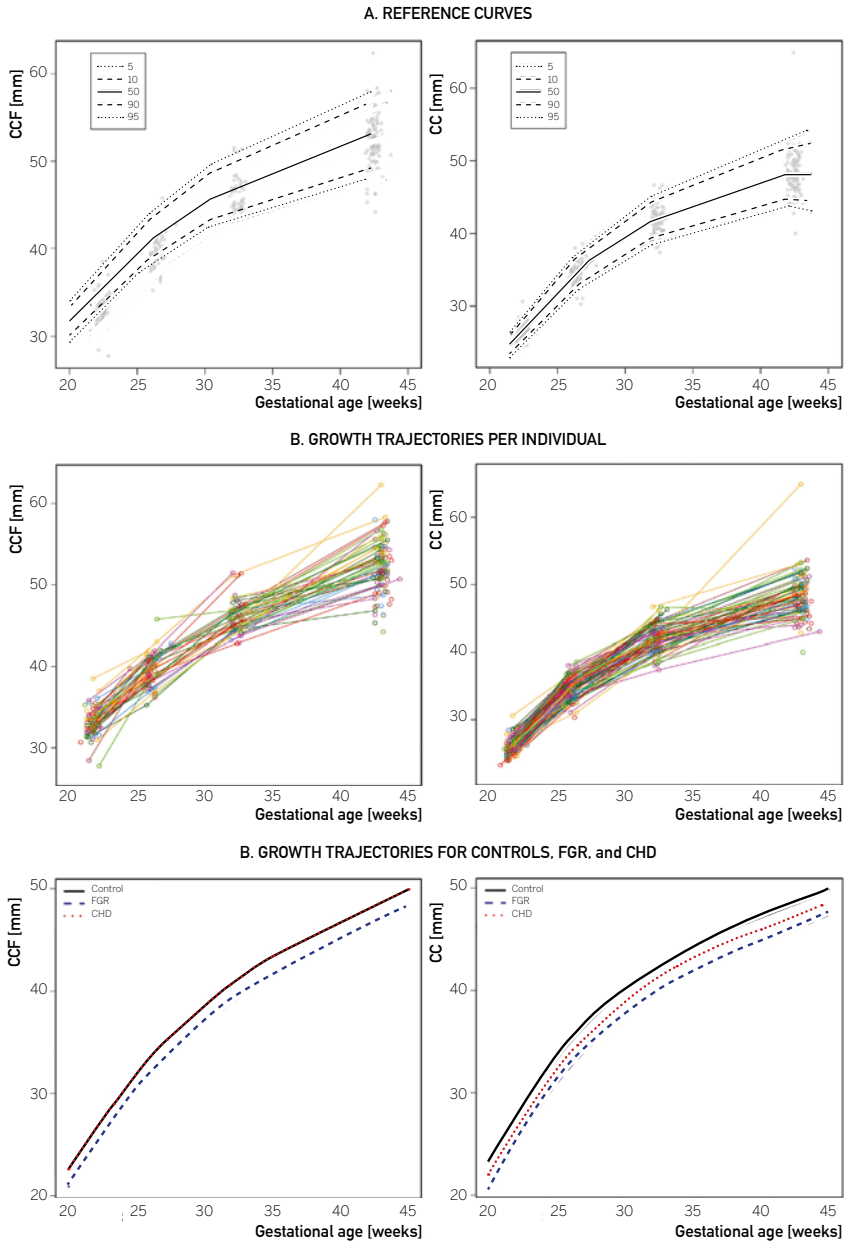 A. REFERENCE CURVES
CCF [mm]
60
50
40
30
5
10
50
90
95
20 25 30 35 40 45
Gestational age [weeks]
CC [mm]
60
50
40
30
5
10
50
90
95
20 25 30 35 40 45
Gestational age [weeks]
B. GROWTH TRAJECTORIES PER INDIVIDUAL
CCF [mm]
60
50
40
30
20 25 30 35 40 45
Gestational age [weeks]
CC [mm]
60
50
40
30
20 25 30 35 40 45
Gestational age [weeks]
B. GROWTH TRAJECTORIES FOR CONTROLS, FGR, and CHD
CCF [mm]
50
40
30
20
Control
FGR
CHD
20 25 30 35 40 45
Gestational age [weeks]
CC [mm]
50
40
30
20
Control
FGR
CHD
20 25 30 35 40 45
Gestational age [weeks]